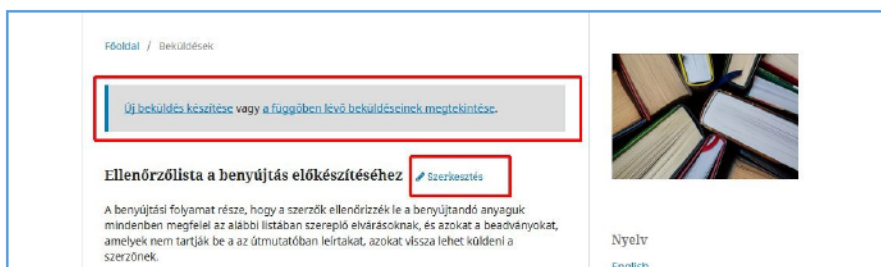 Főoldal / Beküldések
Új beküldés készítése vagy a függőben lévő beküldéseinek megtekintése.
Ellenőrzőlista a benyújtás előkészítéséhez Szerkesztés
A benyújtási folyamat része, hogy a szerzők ellenőrizzék le a benyújtandó anyaguk
mindenben megfelel az alábbi listában szereplő elvárásoknak, és azokat a beadványokat,
amelyek nem tartják be a az útmutatóban leírtakat, azokat vissza lehet küldeni a
szerzőnek.
Nyelv
English